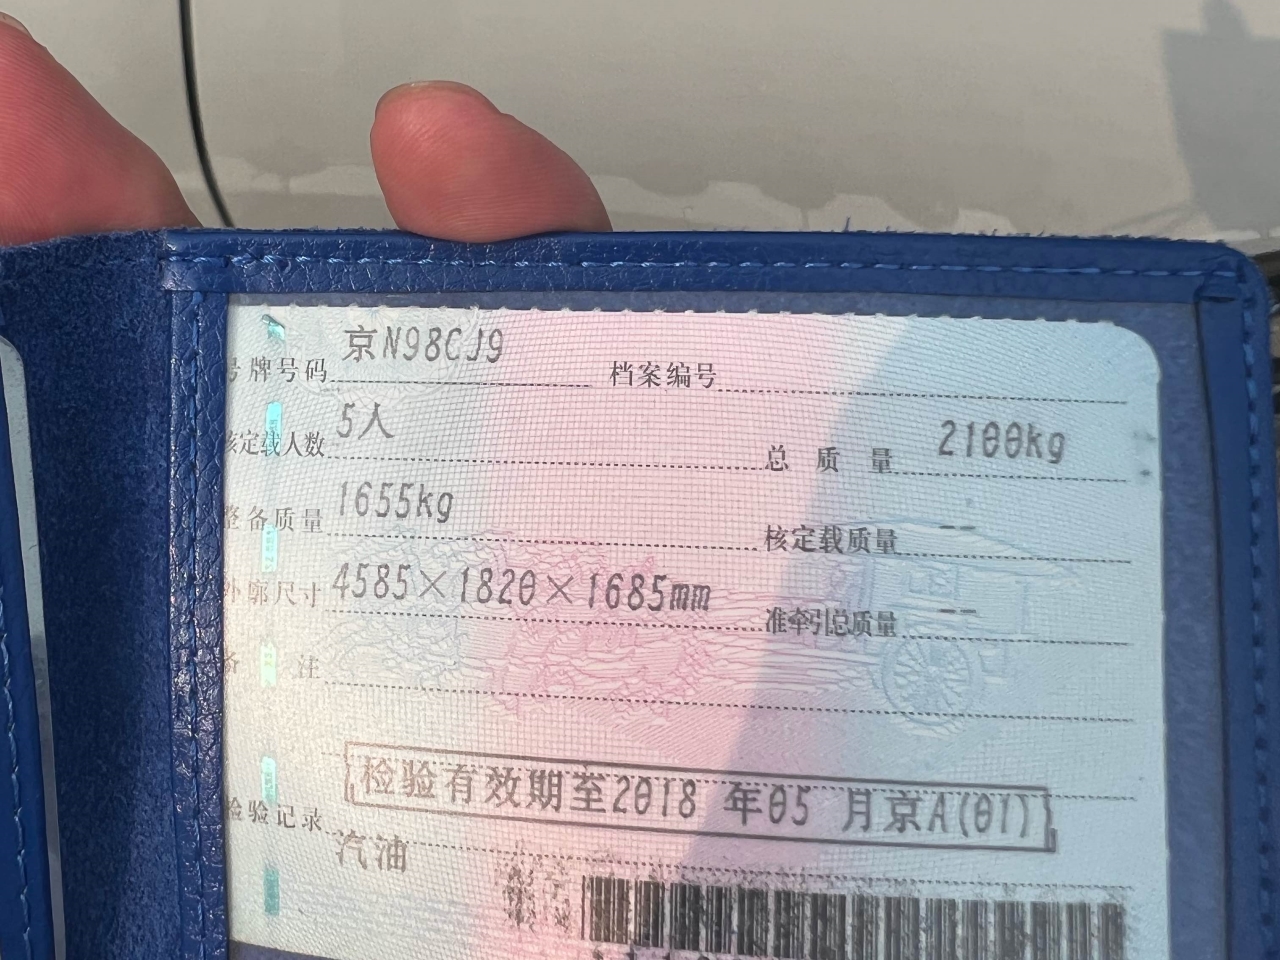 号牌号码 京N98CJ9 档案编号
核定载人数 5人 总质量 2100kg
整备质量 1655kg 核定载质量 --
外廓尺寸 4585×1820×1685mm 准牵引总质量 --
备注
检验有效期至2018年05月京A(01)
检验记录
汽油